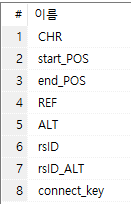 # 이름
1 CHR
2 start_POS
3 end_POS
4 REF
5 ALT
6 rsID
7 rsID_ALT
8 connect_key